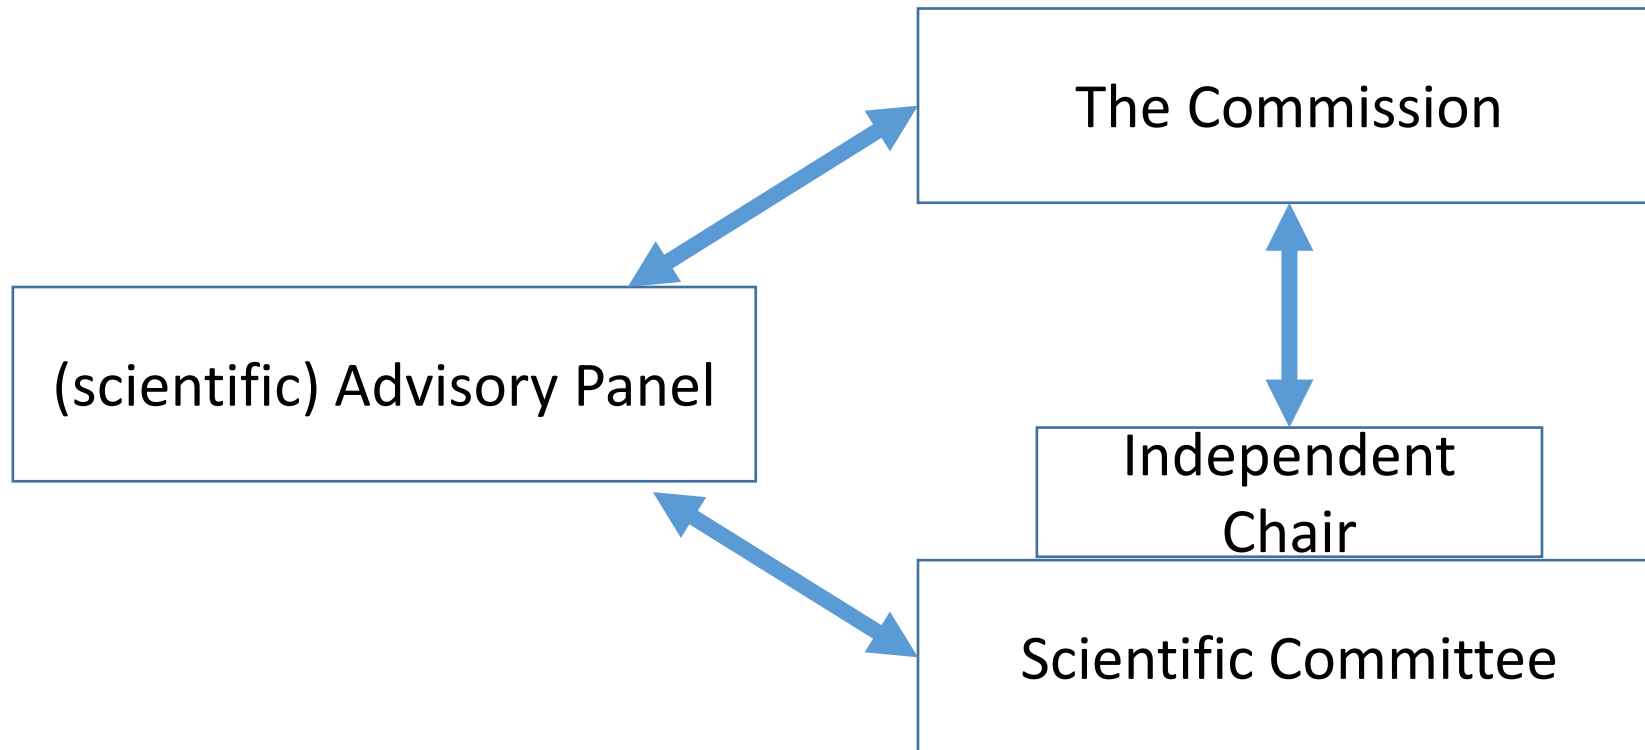 The Commission
(scientific) Advisory Panel
Independent
Chair
Scientific Committee